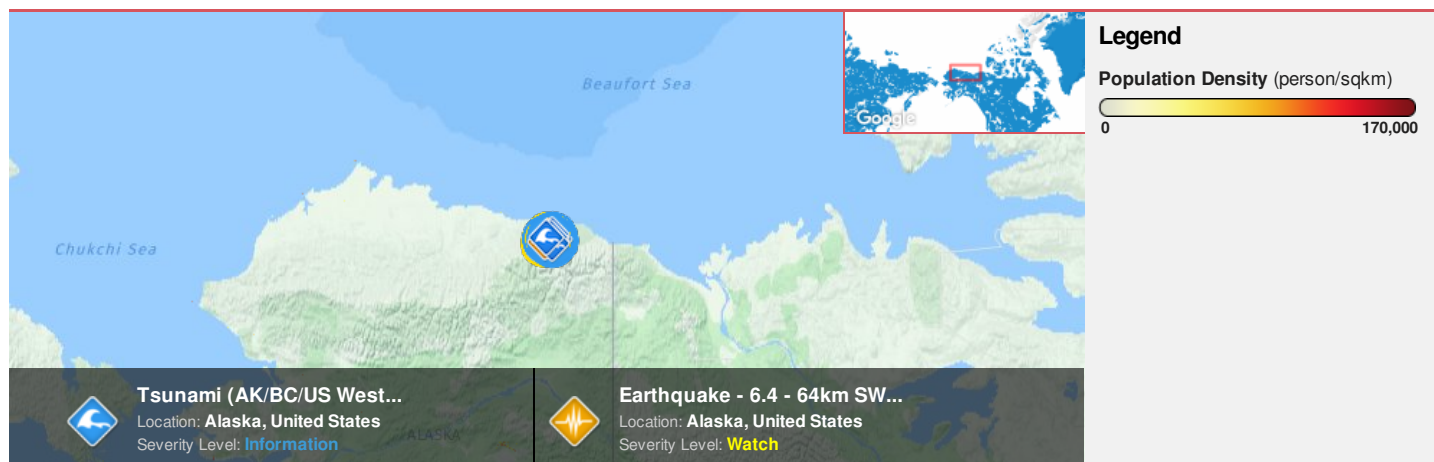 Beaufort Sea
Google
Chukchi Sea
ALASKA
Legend
Population Density (person/sqkm)
0 170,000
Tsunami (AK/BC/US West...
Location: Alaska, United States
Severity Level: Information
Earthquake - 6.4 - 64km SW...
Location: Alaska, United States
Severity Level: Watch